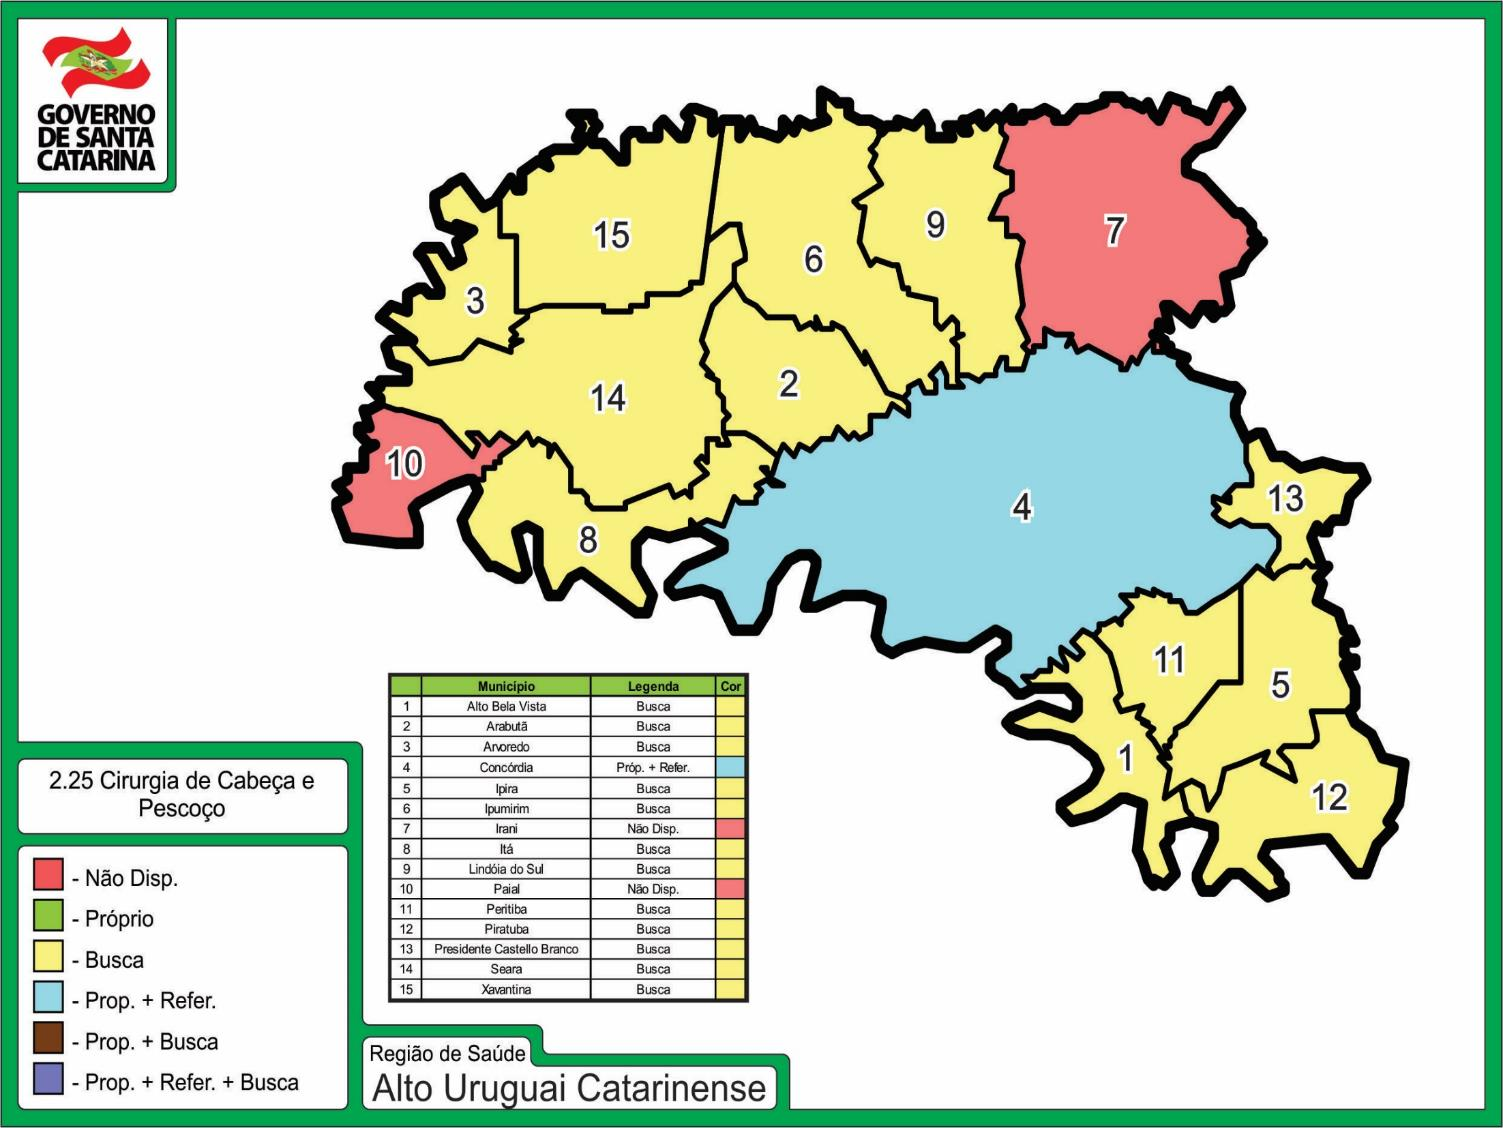 GOVERNO
DE SANTA
CATARINA
15
9
7
6
3
2
14
10
13
4
8
11
5
1
12
Município Legenda Cor
1 Alto Bela Vista Busca
2 Arabutã Busca
3 Arvoredo Busca
4 Concórdia Próp. + Refer.
5 Ipira Busca
6 Ipumirim Busca
7 Irani Não Disp.
8 Itá Busca
9 Lindóia do Sul Busca
10 Paial Não Disp.
11 Peritiba Busca
12 Piratuba Busca
13 Presidente Castello Branco Busca
14 Seara Busca
15 Xavantina Busca
2.25 Cirurgia de Cabeça e
Pescoço
- Não Disp.
- Próprio
- Busca
- Prop. + Refer.
- Prop. + Busca
- Prop. + Refer. + Busca
Região de Saúde
Alto Uruguai Catarinense